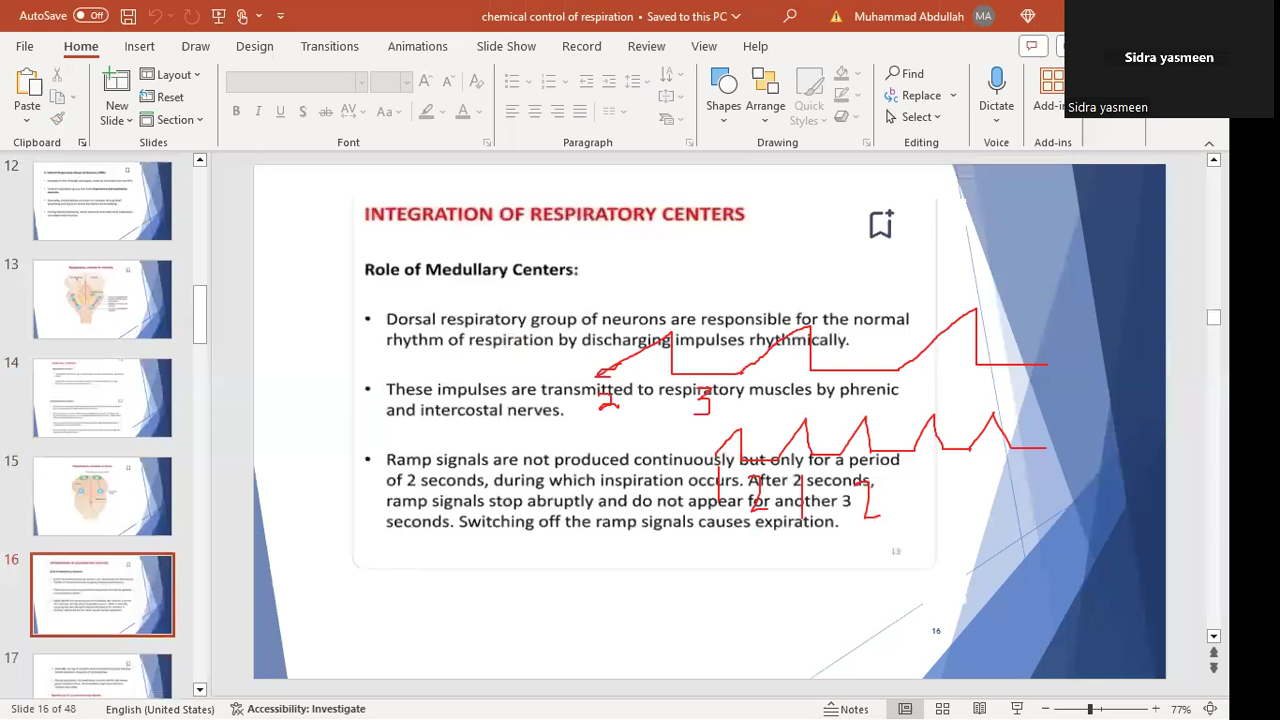 AutoSave Off
chemical control of respiration • Saved to this PC
Muhammad Abdullah MA
Sidra yasmeen
File Home Insert Draw Design Transitions Animations Slide Show Record Review View Help
Sidra yasmeen
Paste
New
Slide
Layout
Reset
Section
Shapes
Arrange
Quick
Styles
Find
Replace
Select
Dictate
Add-in
Clipboard Slides Font Paragraph Drawing Editing Voice Add-ins
12
13
14
15
16
17
INTEGRATION OF RESPIRATORY CENTERS
Role of Medullary Centers:
• Dorsal respiratory group of neurons are responsible for the normal
rhythm of respiration by discharging impulses rhythmically.
• These impulses are transmitted to respiratory muscles by phrenic
and intercostal nerves.
• Ramp signals are not produced continuously but only for a period
of 2 seconds, during which inspiration occurs. After 2 seconds,
ramp signals stop abruptly and do not appear for another 3
seconds. Switching off the ramp signals causes expiration.
2 3
1 2 1 2
16
Slide 16 of 48 English (United States) Accessibility: Investigate Notes 77%